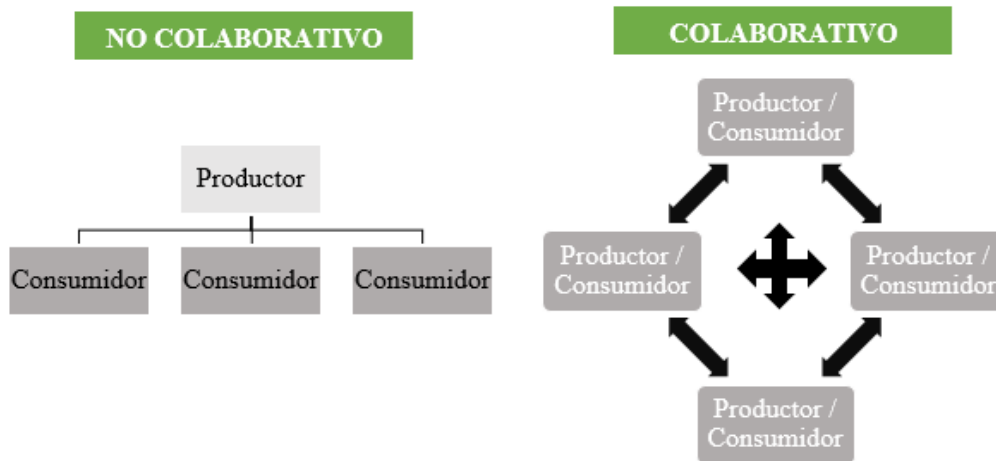 NO COLABORATIVO
Productor
Consumidor
Consumidor
Consumidor
COLABORATIVO
Productor /
Consumidor
Productor /
Consumidor
Productor /
Consumidor
Productor /
Consumidor